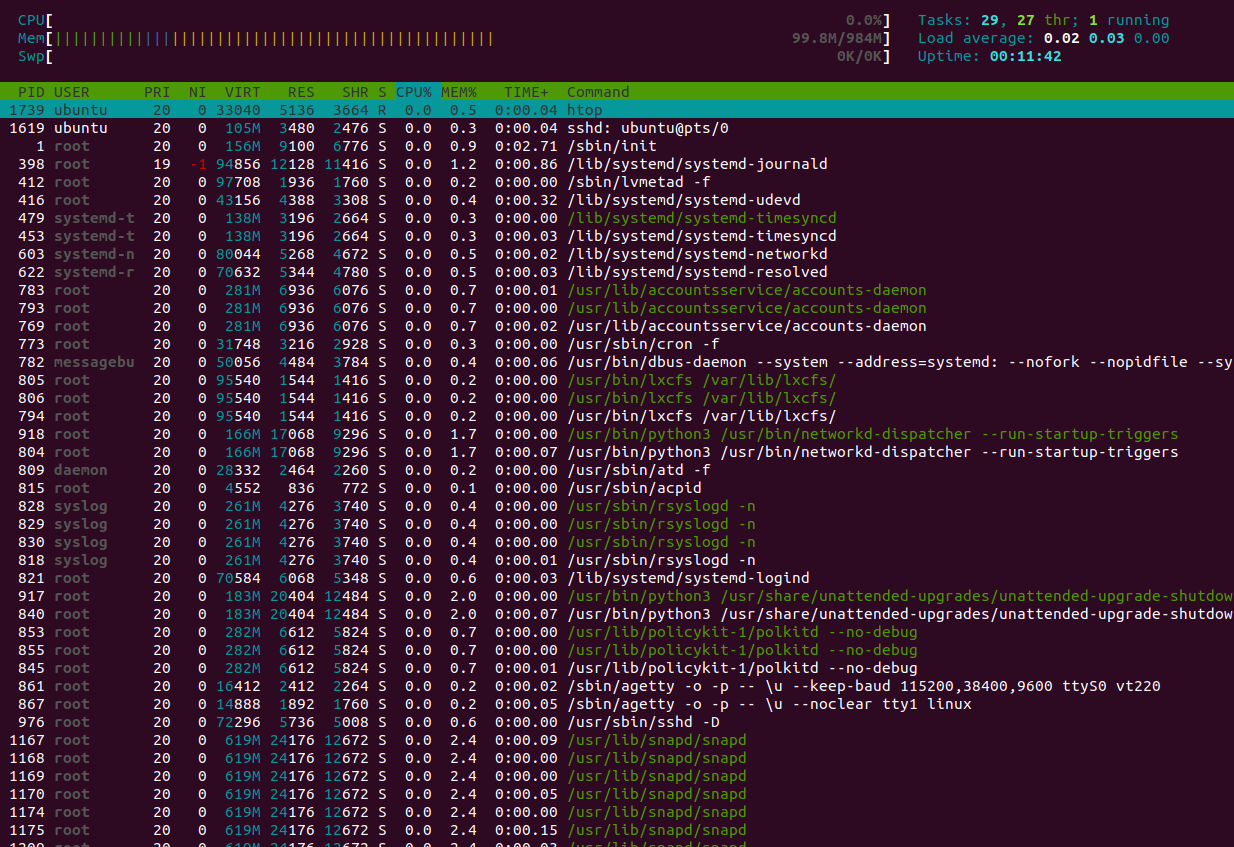 CPU[ 0.0%] Tasks: 29, 27 thr; 1 running
Mem[||||||||||||||||||||||||||||||||||||||||||||||||| 99.8M/984M] Load average: 0.02 0.03 0.00
Swp[ 0K/0K] Uptime: 00:11:42
PID USER PRI NI VIRT RES SHR S CPU% MEM% TIME+ Command
1739 ubuntu 20 0 33040 5136 3664 R 0.0 0.5 0:00.04 htop
1619 ubuntu 20 0 105M 3480 2476 S 0.0 0.3 0:00.04 sshd: ubuntu@pts/0
1 root 20 0 156M 9100 6776 S 0.0 0.9 0:02.71 /sbin/init
398 root 19 -1 94856 12128 11416 S 0.0 1.2 0:00.86 /lib/systemd/systemd-journald
412 root 20 0 97708 1936 1760 S 0.0 0.2 0:00.00 /sbin/lvmetad -f
416 root 20 0 43156 4388 3308 S 0.0 0.4 0:00.32 /lib/systemd/systemd-udevd
479 systemd-t 20 0 138M 3196 2664 S 0.0 0.3 0:00.00 /lib/systemd/systemd-timesyncd
453 systemd-t 20 0 138M 3196 2664 S 0.0 0.3 0:00.03 /lib/systemd/systemd-timesyncd
603 systemd-n 20 0 80044 5268 4672 S 0.0 0.5 0:00.02 /lib/systemd/systemd-networkd
622 systemd-r 20 0 70632 5344 4780 S 0.0 0.5 0:00.03 /lib/systemd/systemd-resolved
783 root 20 0 281M 6936 6076 S 0.0 0.7 0:00.01 /usr/lib/accountsservice/accounts-daemon
793 root 20 0 281M 6936 6076 S 0.0 0.7 0:00.00 /usr/lib/accountsservice/accounts-daemon
769 root 20 0 281M 6936 6076 S 0.0 0.7 0:00.02 /usr/lib/accountsservice/accounts-daemon
773 root 20 0 31748 3216 2928 S 0.0 0.3 0:00.00 /usr/sbin/cron -f
782 messagebu 20 0 50056 4484 3784 S 0.0 0.4 0:00.06 /usr/bin/dbus-daemon --system --address=systemd: --nofork --nopidfile --sy
805 root 20 0 95540 1544 1416 S 0.0 0.2 0:00.00 /usr/bin/lxcfs /var/lib/lxcfs/
806 root 20 0 95540 1544 1416 S 0.0 0.2 0:00.00 /usr/bin/lxcfs /var/lib/lxcfs/
794 root 20 0 95540 1544 1416 S 0.0 0.2 0:00.00 /usr/bin/lxcfs /var/lib/lxcfs/
918 root 20 0 166M 17068 9296 S 0.0 1.7 0:00.00 /usr/bin/python3 /usr/bin/networkd-dispatcher --run-startup-triggers
804 root 20 0 166M 17068 9296 S 0.0 1.7 0:00.07 /usr/bin/python3 /usr/bin/networkd-dispatcher --run-startup-triggers
809 daemon 20 0 28332 2464 2260 S 0.0 0.2 0:00.00 /usr/sbin/atd -f
815 root 20 0 4552 836 772 S 0.0 0.1 0:00.00 /usr/sbin/acpid
828 syslog 20 0 261M 4276 3740 S 0.0 0.4 0:00.00 /usr/sbin/rsyslogd -n
829 syslog 20 0 261M 4276 3740 S 0.0 0.4 0:00.00 /usr/sbin/rsyslogd -n
830 syslog 20 0 261M 4276 3740 S 0.0 0.4 0:00.00 /usr/sbin/rsyslogd -n
818 syslog 20 0 261M 4276 3740 S 0.0 0.4 0:00.01 /usr/sbin/rsyslogd -n
821 root 20 0 70584 6068 5348 S 0.0 0.6 0:00.03 /lib/systemd/systemd-logind
917 root 20 0 183M 20404 12484 S 0.0 2.0 0:00.00 /usr/bin/python3 /usr/share/unattended-upgrades/unattended-upgrade-shutdow
840 root 20 0 183M 20404 12484 S 0.0 2.0 0:00.07 /usr/bin/python3 /usr/share/unattended-upgrades/unattended-upgrade-shutdow
853 root 20 0 282M 6612 5824 S 0.0 0.7 0:00.00 /usr/lib/policykit-1/polkitd --no-debug
855 root 20 0 282M 6612 5824 S 0.0 0.7 0:00.00 /usr/lib/policykit-1/polkitd --no-debug
845 root 20 0 282M 6612 5824 S 0.0 0.7 0:00.01 /usr/lib/policykit-1/polkitd --no-debug
861 root 20 0 16412 2412 2264 S 0.0 0.2 0:00.02 /sbin/agetty -o -p -- \u --keep-baud 115200,38400,9600 ttyS0 vt220
867 root 20 0 14888 1892 1760 S 0.0 0.2 0:00.05 /sbin/agetty -o -p -- \u --noclear tty1 linux
976 root 20 0 72296 5736 5008 S 0.0 0.6 0:00.00 /usr/sbin/sshd -D
1167 root 20 0 619M 24176 12672 S 0.0 2.4 0:00.09 /usr/lib/snapd/snapd
1168 root 20 0 619M 24176 12672 S 0.0 2.4 0:00.00 /usr/lib/snapd/snapd
1169 root 20 0 619M 24176 12672 S 0.0 2.4 0:00.00 /usr/lib/snapd/snapd
1170 root 20 0 619M 24176 12672 S 0.0 2.4 0:00.05 /usr/lib/snapd/snapd
1174 root 20 0 619M 24176 12672 S 0.0 2.4 0:00.00 /usr/lib/snapd/snapd
1175 root 20 0 619M 24176 12672 S 0.0 2.4 0:00.15 /usr/lib/snapd/snapd